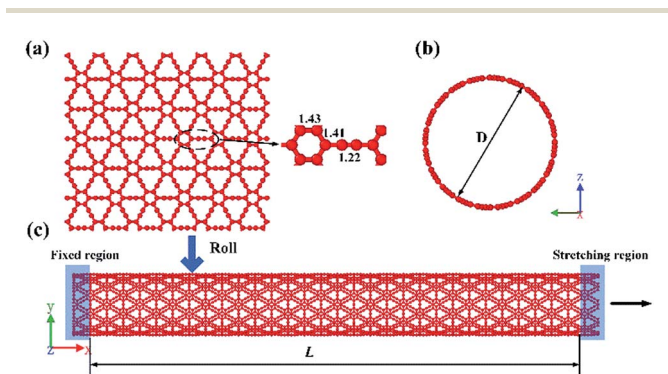 (a)
(b)
1.43
1.41
1.22
D
z
x
(c)
Roll
Fixed region
Stretching region
y
z
x
L